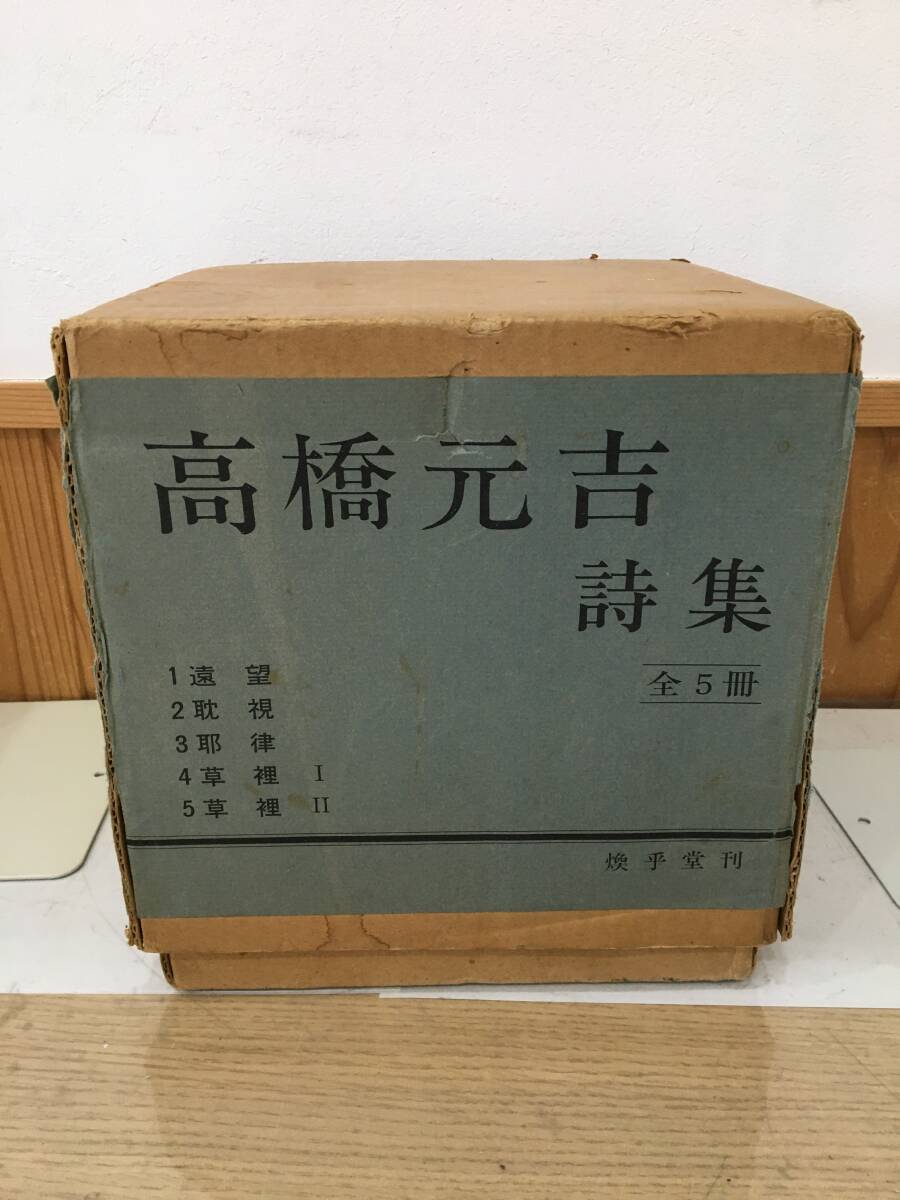 高橋元吉
詩集
全5冊
1 遠望
2 耽視
3 耶律
4 草裡 I
5 草裡 II
煥乎堂刊